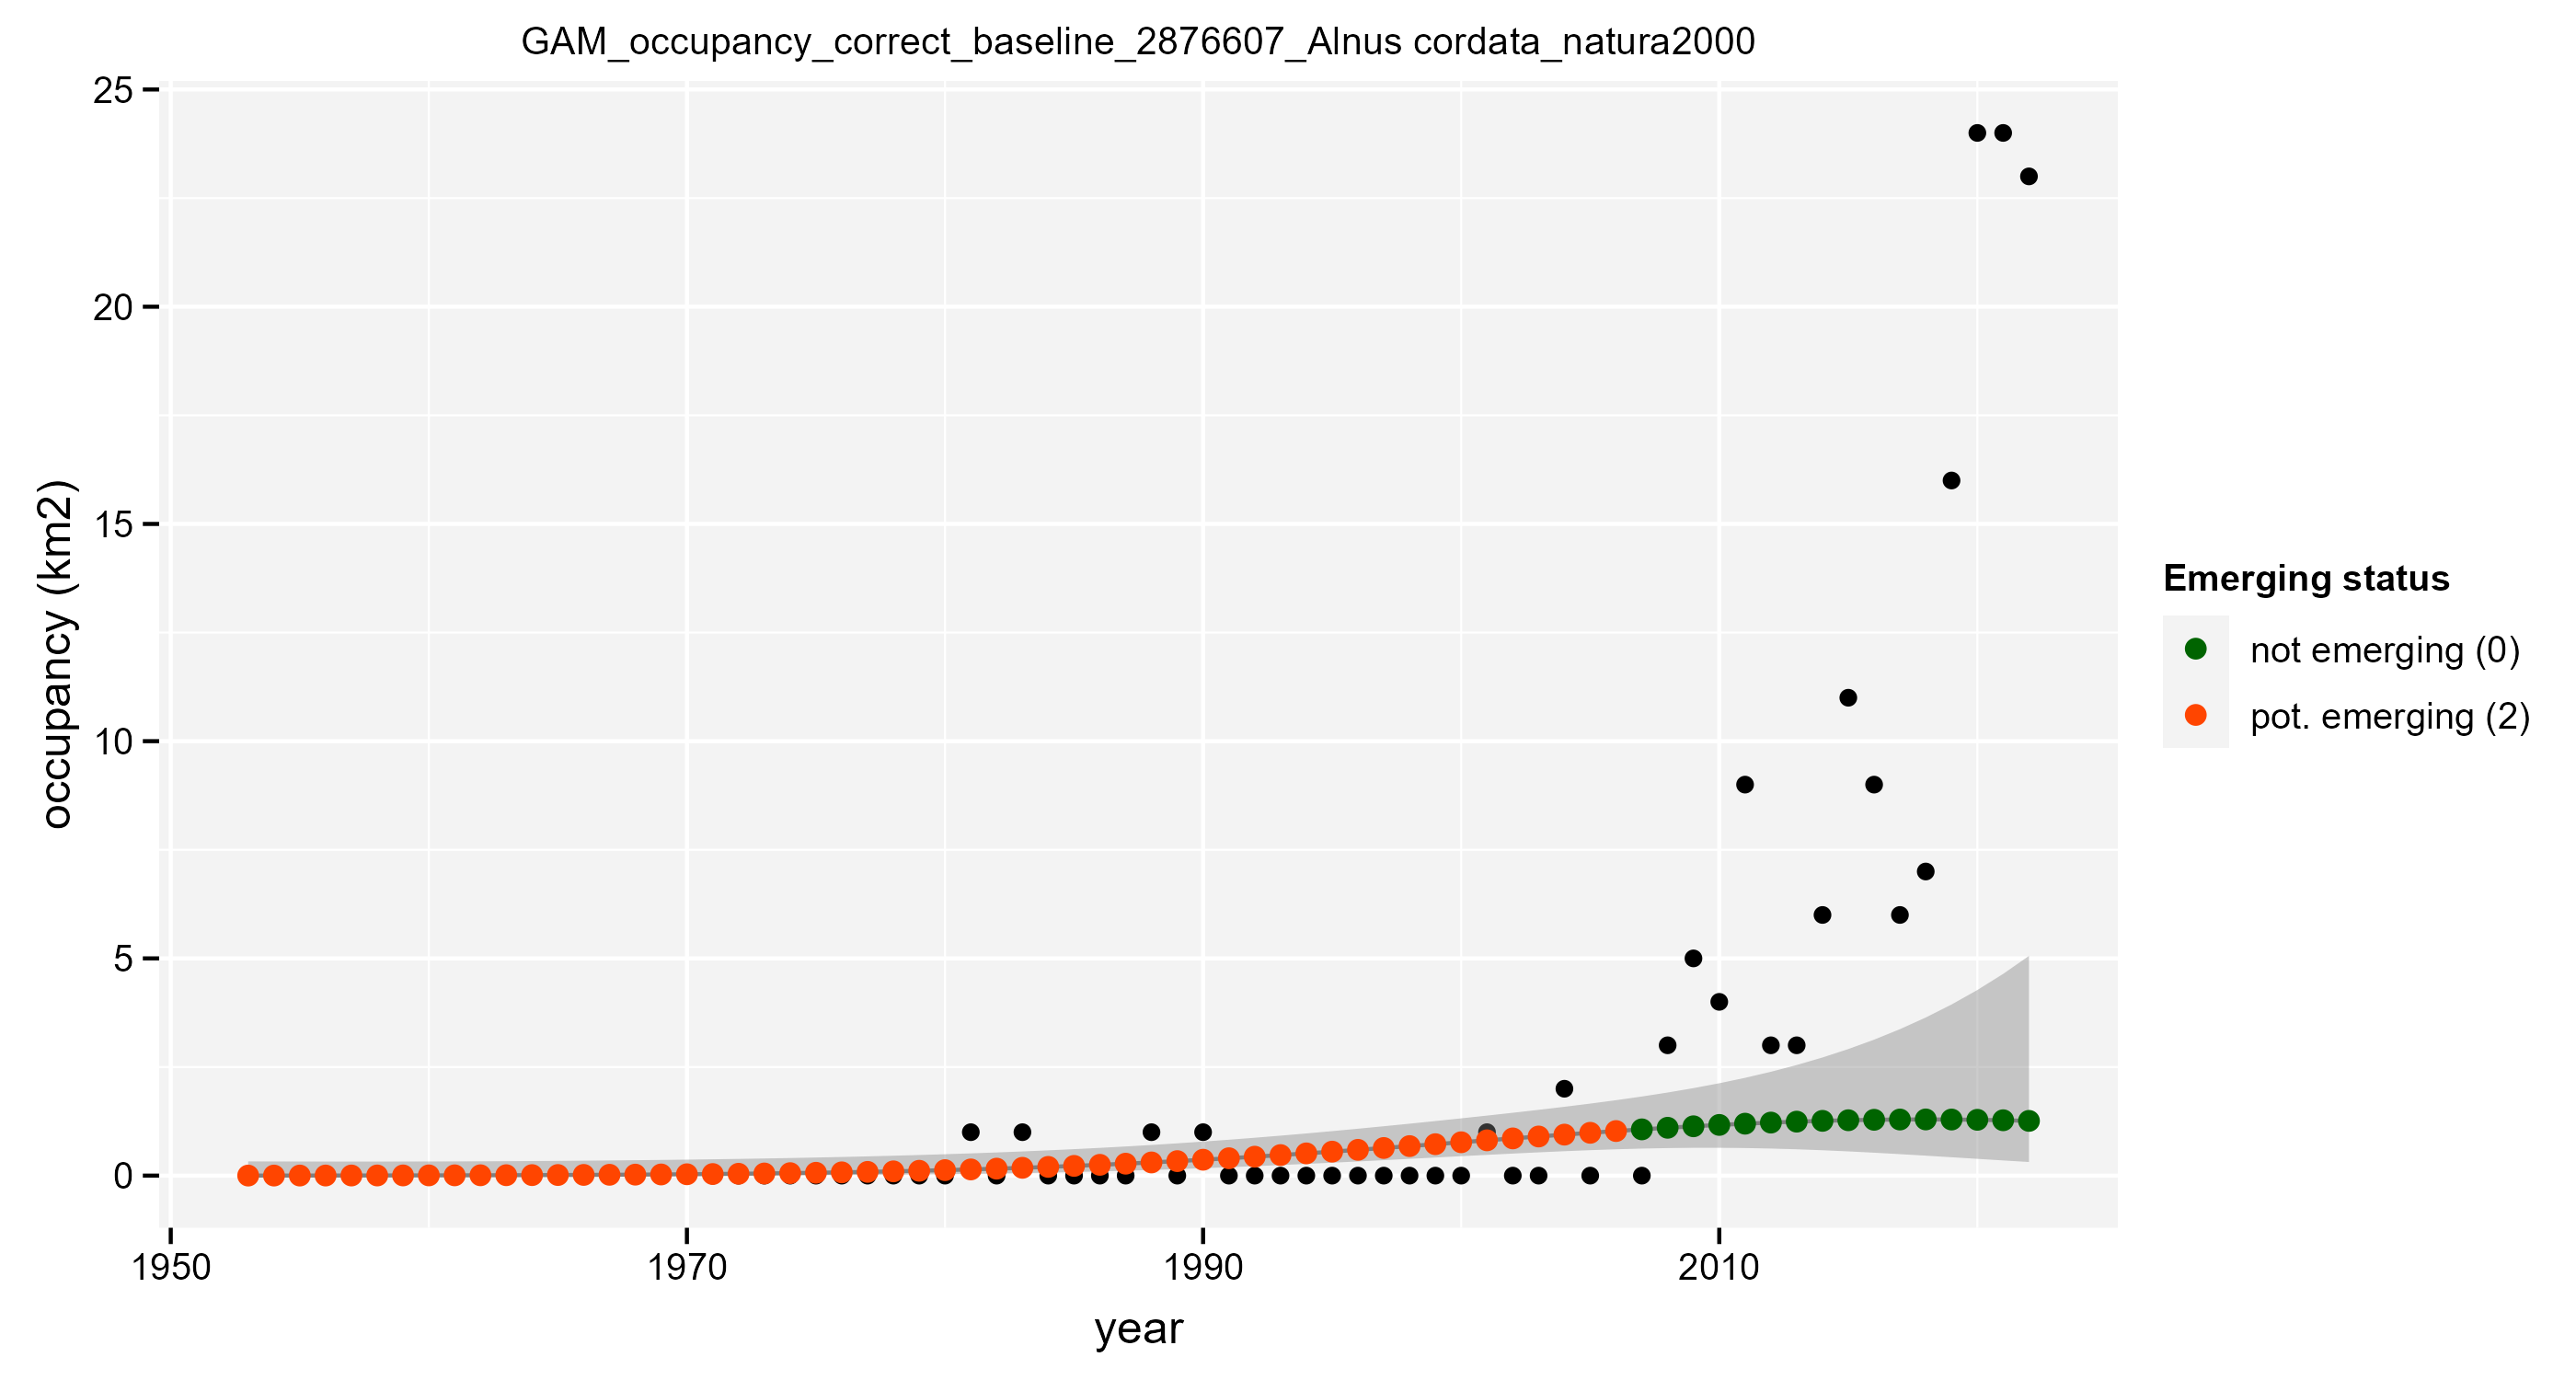 GAM_occupancy_correct_baseline_2876607_Alnus cordata_natura2000
25
20
15
10
5
0
occupancy (km2)
1950 1970 1990 2010
year
Emerging status
not emerging (0)
pot. emerging (2)